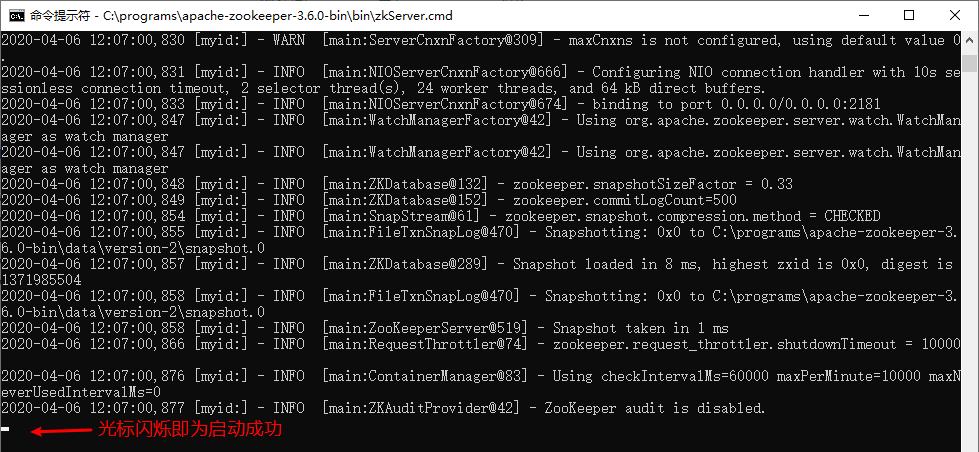 命令提示符 - C:\programs\apache-zookeeper-3.6.0-bin\bin\zkServer.cmd
2020-04-06 12:07:00,830 [myid:] - WARN  [main:ServerCnxnFactory@309] - maxCnxns is not configured, using default value 0
.
2020-04-06 12:07:00,831 [myid:] - INFO  [main:NIOServerCnxnFactory@666] - Configuring NIO connection handler with 10s se
ssionless connection timeout, 2 selector thread(s), 24 worker threads, and 64 kB direct buffers.
2020-04-06 12:07:00,833 [myid:] - INFO  [main:NIOServerCnxnFactory@674] - binding to port 0.0.0.0/0.0.0.0:2181
2020-04-06 12:07:00,847 [myid:] - INFO  [main:WatchManagerFactory@42] - Using org.apache.zookeeper.server.watch.WatchMan
ager as watch manager
2020-04-06 12:07:00,847 [myid:] - INFO  [main:WatchManagerFactory@42] - Using org.apache.zookeeper.server.watch.WatchMan
ager as watch manager
2020-04-06 12:07:00,848 [myid:] - INFO  [main:ZKDatabase@132] - zookeeper.snapshotSizeFactor = 0.33
2020-04-06 12:07:00,849 [myid:] - INFO  [main:ZKDatabase@152] - zookeeper.commitLogCount=500
2020-04-06 12:07:00,854 [myid:] - INFO  [main:SnapStream@61] - zookeeper.snapshot.compression.method = CHECKED
2020-04-06 12:07:00,855 [myid:] - INFO  [main:FileTxnSnapLog@470] - Snapshotting: 0x0 to C:\programs\apache-zookeeper-3.
6.0-bin\data\version-2\snapshot.0
2020-04-06 12:07:00,857 [myid:] - INFO  [main:ZKDatabase@289] - Snapshot loaded in 8 ms, highest zxid is 0x0, digest is
1371985504
2020-04-06 12:07:00,858 [myid:] - INFO  [main:FileTxnSnapLog@470] - Snapshotting: 0x0 to C:\programs\apache-zookeeper-3.
6.0-bin\data\version-2\snapshot.0
2020-04-06 12:07:00,858 [myid:] - INFO  [main:ZooKeeperServer@519] - Snapshot taken in 1 ms
2020-04-06 12:07:00,866 [myid:] - INFO  [main:RequestThrottler@74] - zookeeper.request_throttler.shutdownTimeout = 10000
2020-04-06 12:07:00,876 [myid:] - INFO  [main:ContainerManager@83] - Using checkIntervalMs=60000 maxPerMinute=10000 maxN
everUsedIntervalMs=0
2020-04-06 12:07:00,877 [myid:] - INFO  [main:ZKAuditProvider@42] - ZooKeeper audit is disabled.
光标闪烁即为启动成功